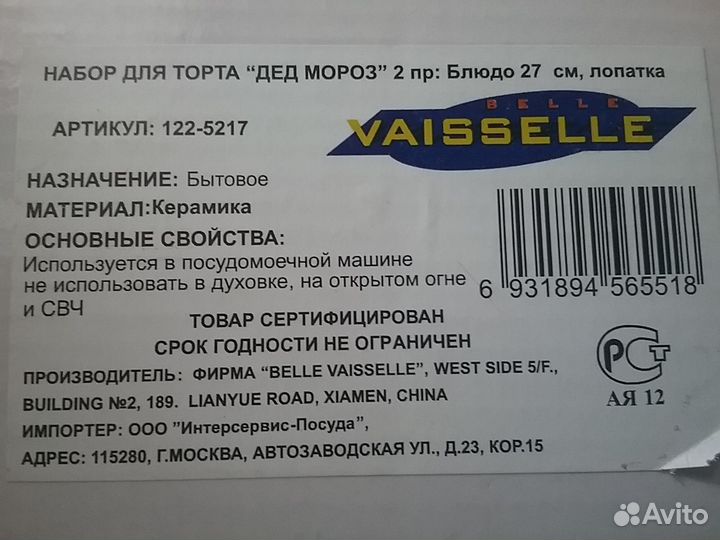 НАБОР ДЛЯ ТОРТА “ДЕД МОРОЗ” 2 пр: Блюдо 27 см, лопатка
BELLE
VAISSELLE
АРТИКУЛ: 122-5217
НАЗНАЧЕНИЕ: Бытовое
МАТЕРИАЛ:Керамика
ОСНОВНЫЕ СВОЙСТВА:
Используется в посудомоечной машине
не использовать в духовке, на открытом огне
и СВЧ
6 931894 565518
ТОВАР СЕРТИФИЦИРОВАН
СРОК ГОДНОСТИ НЕ ОГРАНИЧЕН
РСТ
АЯ 12
ПРОИЗВОДИТЕЛЬ: ФИРМА “BELLE VAISSELLE”, WEST SIDE 5/F.,
BUILDING №2, 189. LIANYUE ROAD, XIAMEN, CHINA
ИМПОРТЕР: ООО "Интерсервис-Посуда",
АДРЕС: 115280, Г.МОСКВА, АВТОЗАВОДСКАЯ УЛ., Д.23, КОР.15
Avito